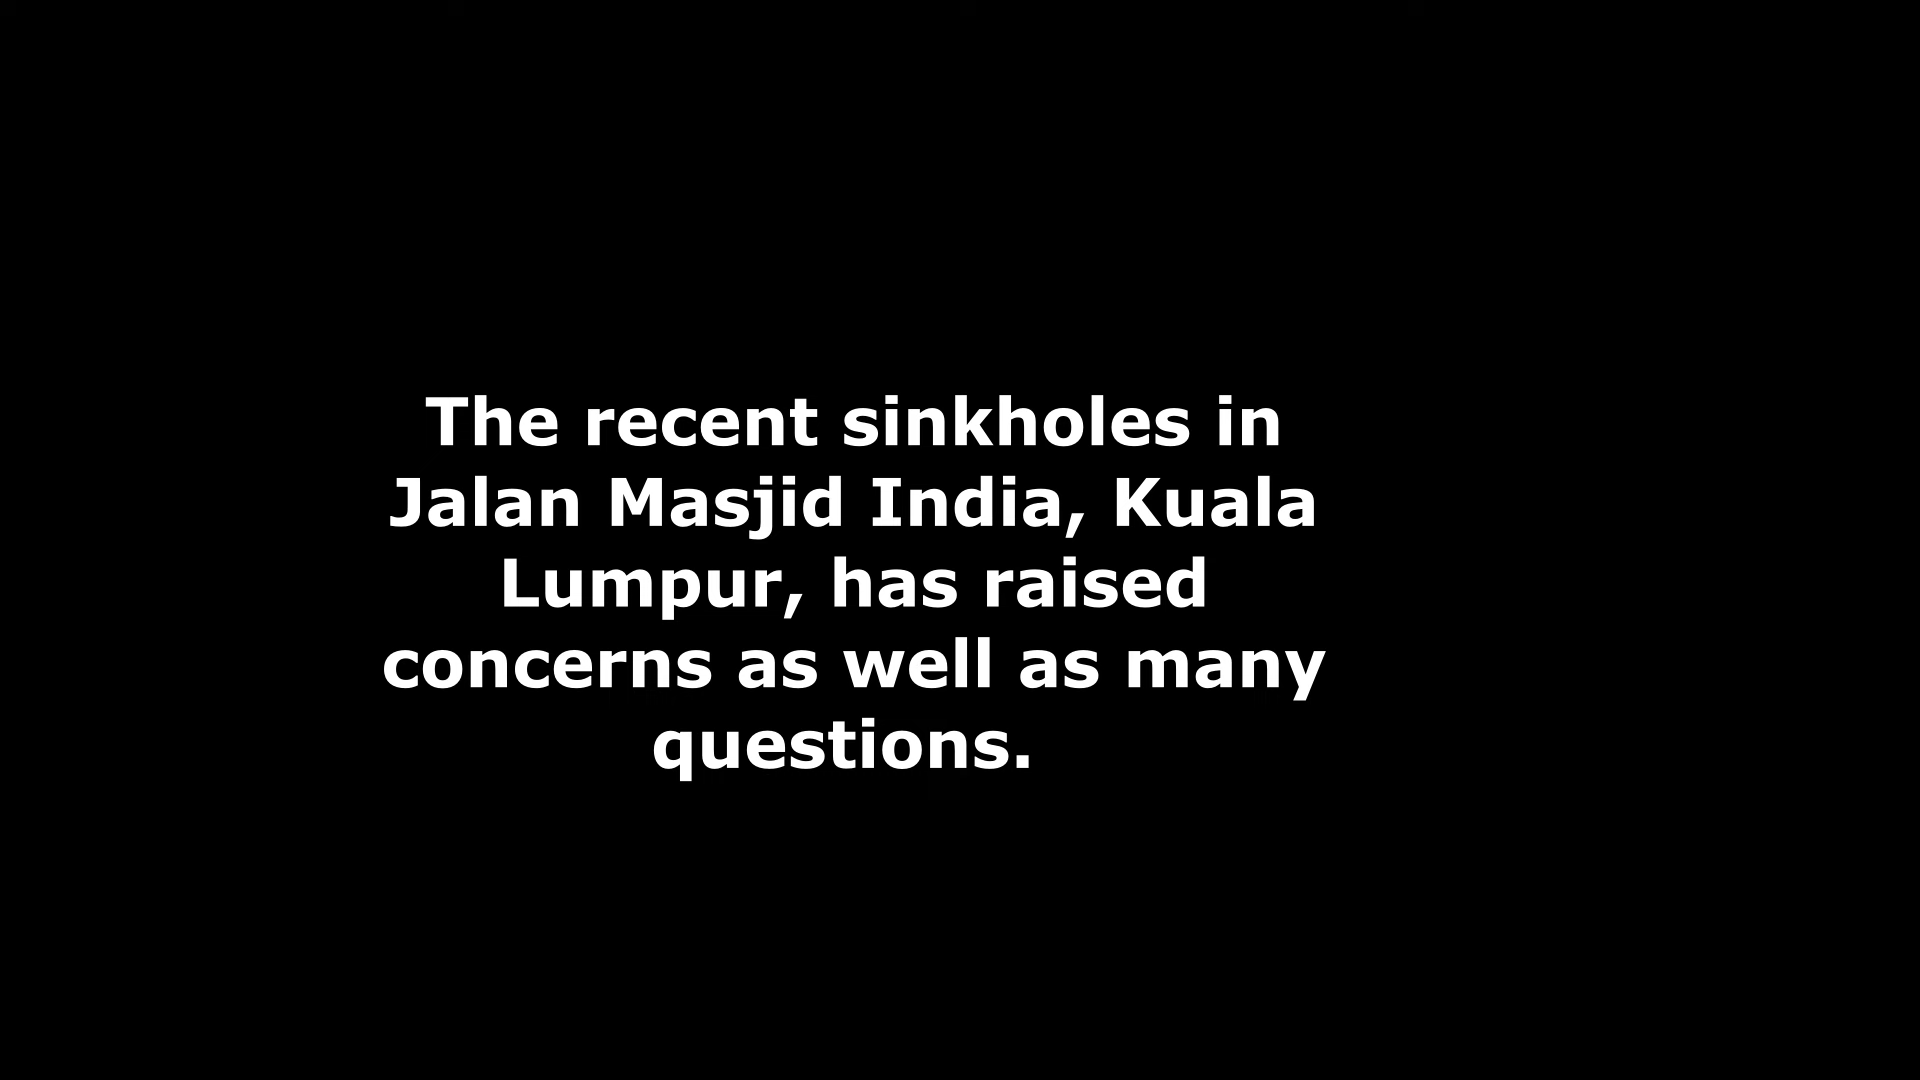 The recent sinkholes in
Jalan Masjid India, Kuala
Lumpur, has raised
concerns as well as many
questions.